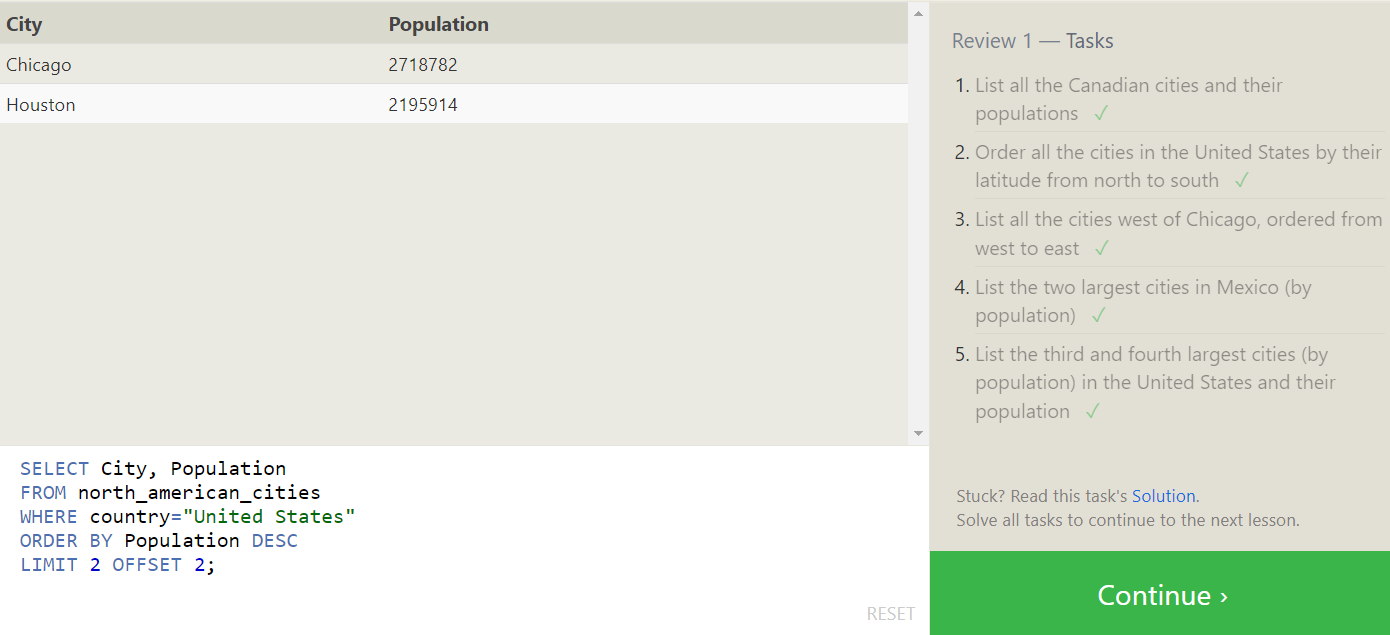 City Population
Chicago 2718782
Houston 2195914
SELECT City, Population
FROM north_american_cities
WHERE country="United States"
ORDER BY Population DESC
LIMIT 2 OFFSET 2;
RESET
Review 1 — Tasks
1. List all the Canadian cities and their
populations ✓
2. Order all the cities in the United States by their
latitude from north to south ✓
3. List all the cities west of Chicago, ordered from
west to east ✓
4. List the two largest cities in Mexico (by
population) ✓
5. List the third and fourth largest cities (by
population) in the United States and their
population ✓
Stuck? Read this task's Solution.
Solve all tasks to continue to the next lesson.
Continue ›